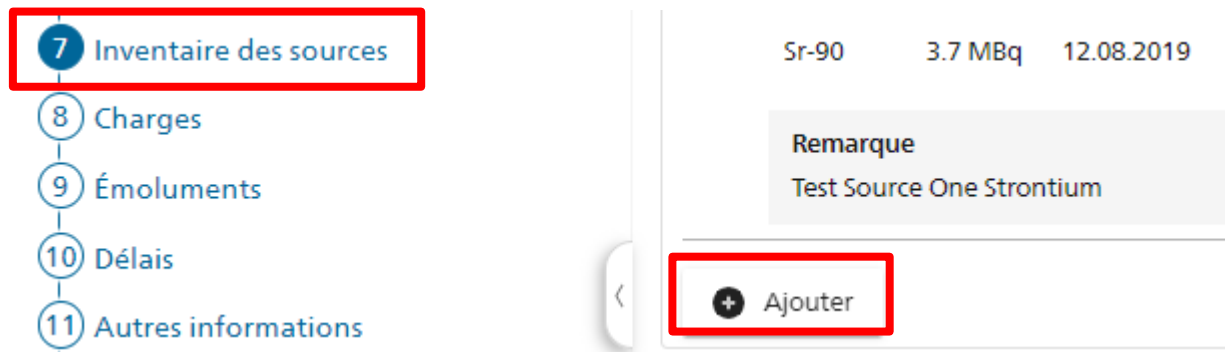 7 Inventaire des sources
8 Charges
9 Émoluments
10 Délais
11 Autres informations
Sr-90 3.7 MBq 12.08.2019
Remarque
Test Source One Strontium
Ajouter